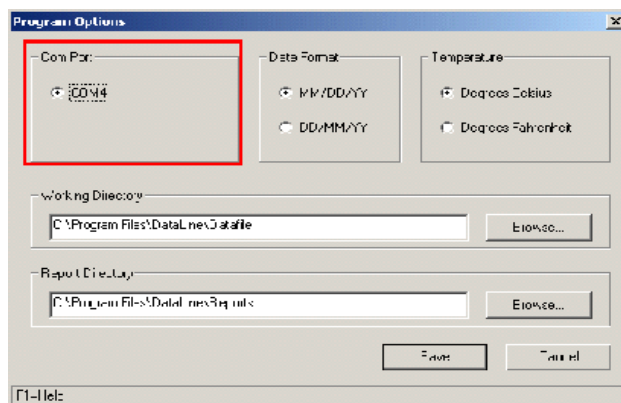 Program Options
Com Port
COM4
Date Format
MM/DD/YY
DD/MM/YY
Temperature
Degrees Celsius
Degrees Fahrenheit
Working Directory
C:\Program Files\DataLine\Datafile
Browse...
Report Directory
C:\Program Files\DataLine\Reports
Browse...
Save
Cancel
F1=Help